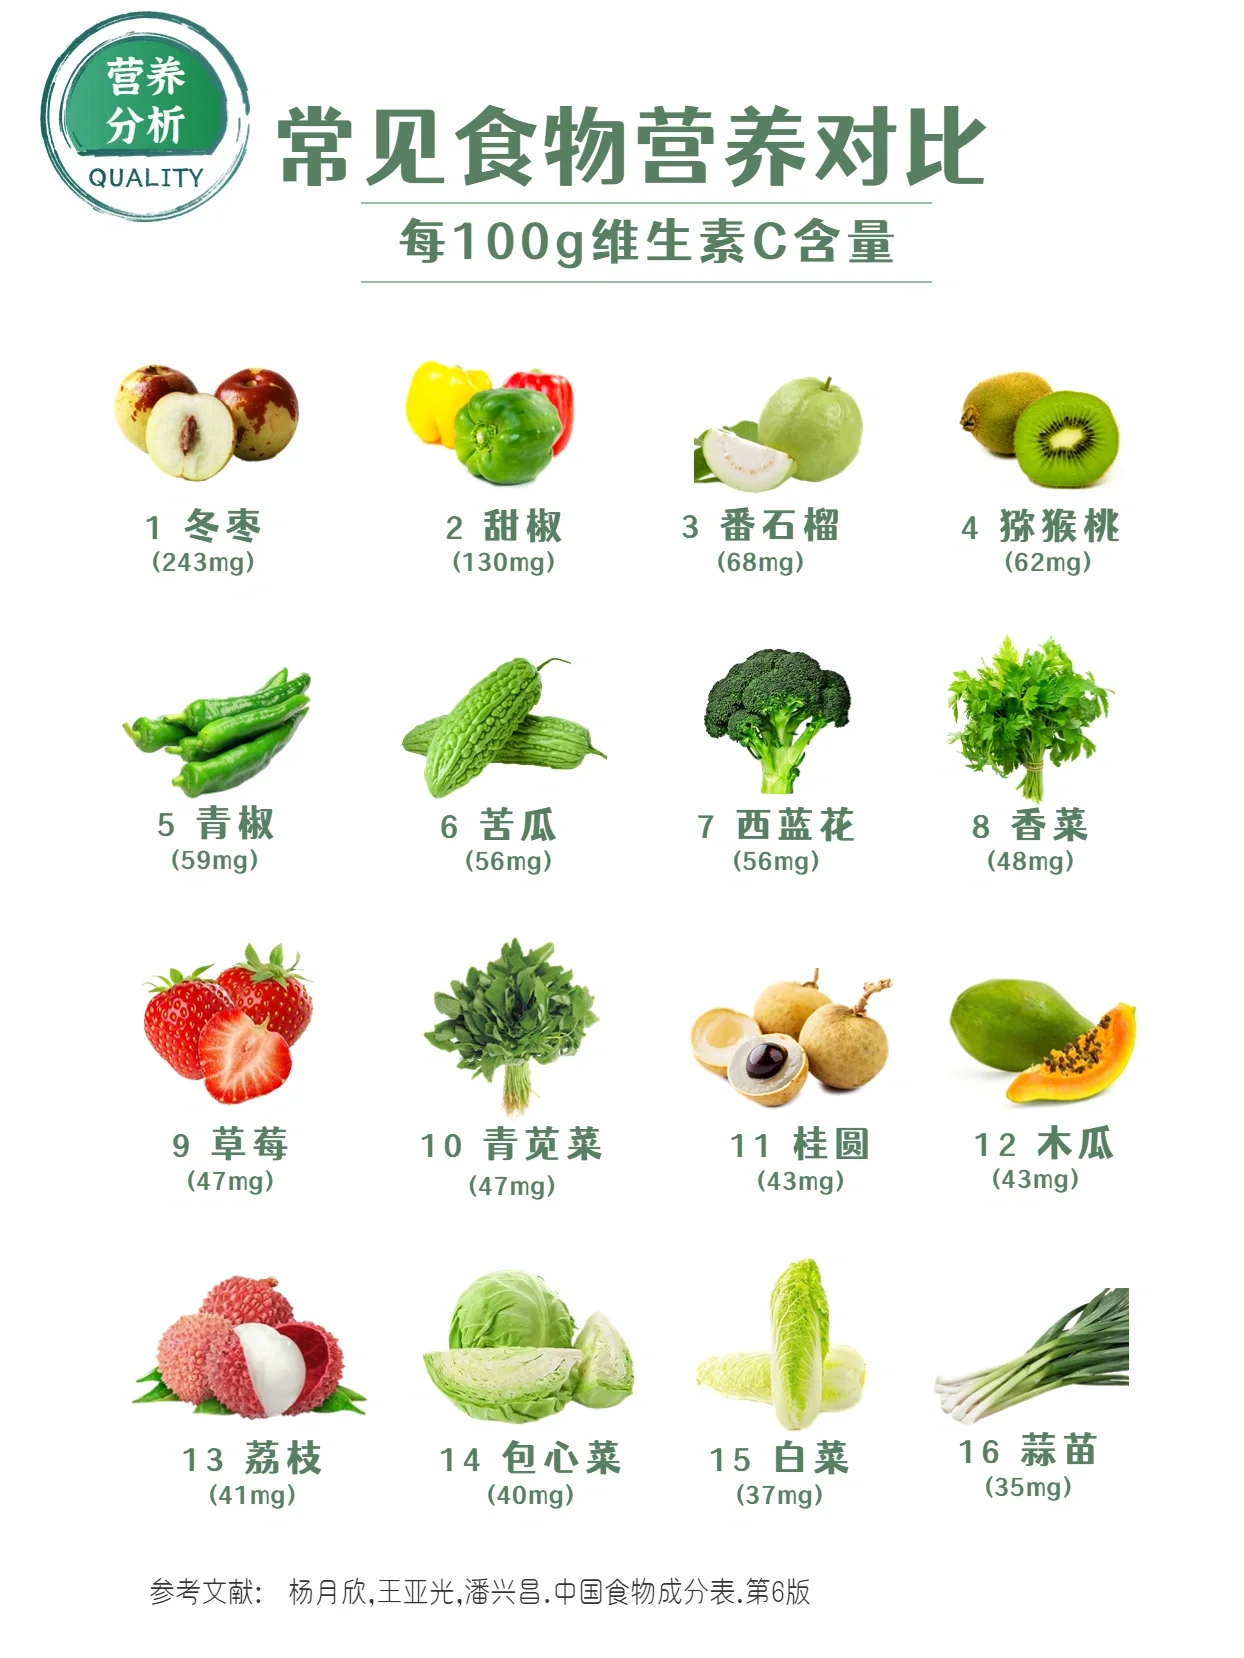 营养
分析
QUALITY
常见食物营养对比
每100g维生素C含量
1 冬枣
(243mg)
2 甜椒
(130mg)
3 番石榴
(68mg)
4 猕猴桃
(62mg)
5 青椒
(59mg)
6 苦瓜
(56mg)
7 西蓝花
(56mg)
8 香菜
(48mg)
9 草莓
(47mg)
10 青苋菜
(47mg)
11 桂圆
(43mg)
12 木瓜
(43mg)
13 荔枝
(41mg)
14 包心菜
(40mg)
15 白菜
(37mg)
16 蒜苗
(35mg)
参考文献： 杨月欣,王亚光,潘兴昌.中国食物成分表.第6版